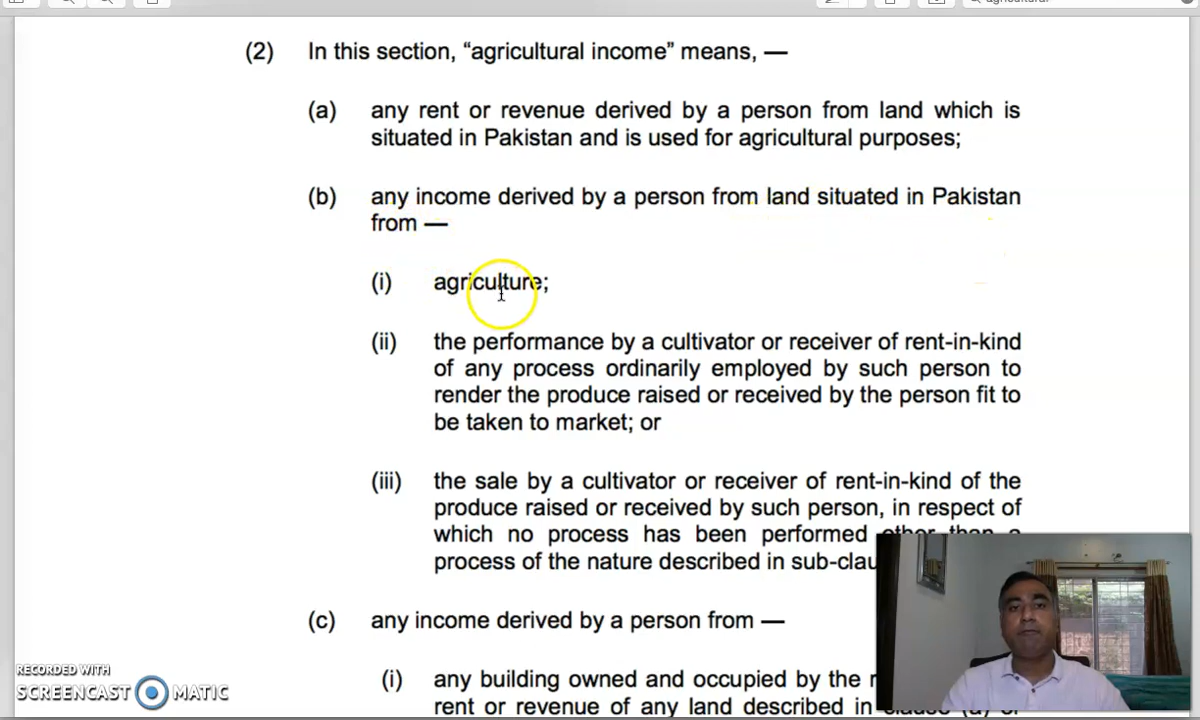 agricultural
(2) In this section, “agricultural income” means, —
(a) any rent or revenue derived by a person from land which is
situated in Pakistan and is used for agricultural purposes;
(b) any income derived by a person from land situated in Pakistan
from —
(i) agriculture;
(ii) the performance by a cultivator or receiver of rent-in-kind
of any process ordinarily employed by such person to
render the produce raised or received by the person fit to
be taken to market; or
(iii) the sale by a cultivator or receiver of rent-in-kind of the
produce raised or received by such person, in respect of
which no process has been performed other than a
process of the nature described in sub-clau
(c) any income derived by a person from —
(i) any building owned and occupied by the r
rent or revenue of any land described in clause (a) or
RECORDED WITH
SCREENCAST MATIC